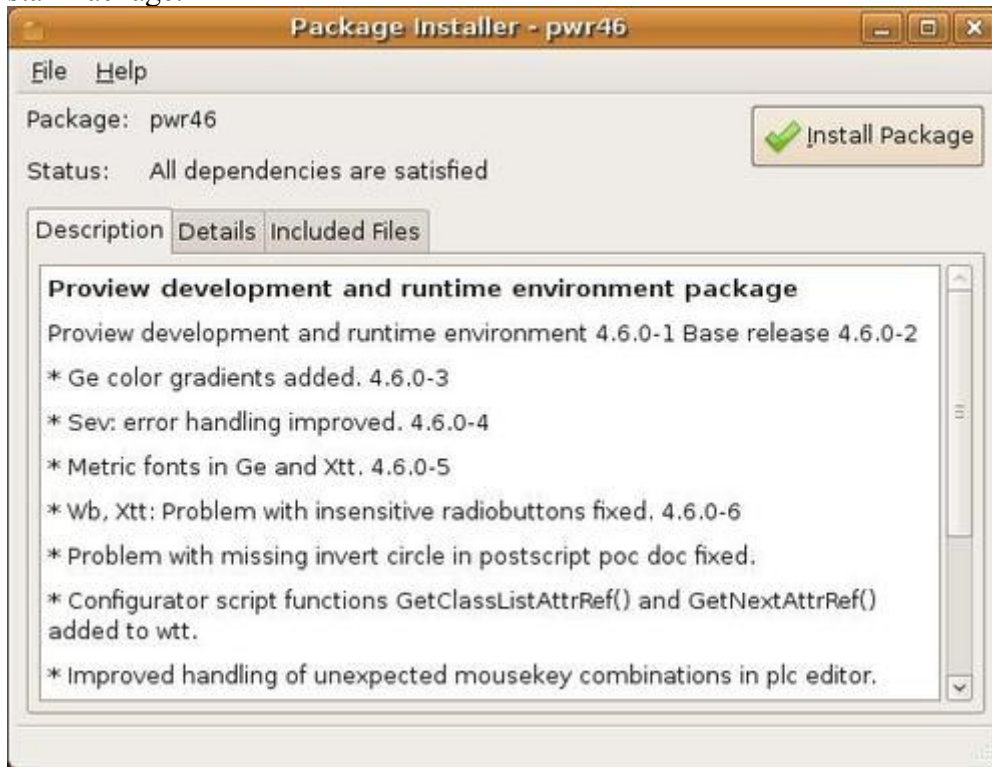 Package Installer - pwr46
File Help
Package: pwr46
Install Package
Status: All dependencies are satisfied
Description Details Included Files
Proview development and runtime environment package
Proview development and runtime environment 4.6.0-1 Base release 4.6.0-2
* Ge color gradients added. 4.6.0-3
* Sev: error handling improved. 4.6.0-4
* Metric fonts in Ge and Xtt. 4.6.0-5
* Wb, Xtt: Problem with insensitive radiobuttons fixed. 4.6.0-6
* Problem with missing invert circle in postscript poc doc fixed.
* Configurator script functions GetClassListAttrRef() and GetNextAttrRef()
added to wtt.
* Improved handling of unexpected mousekey combinations in plc editor.